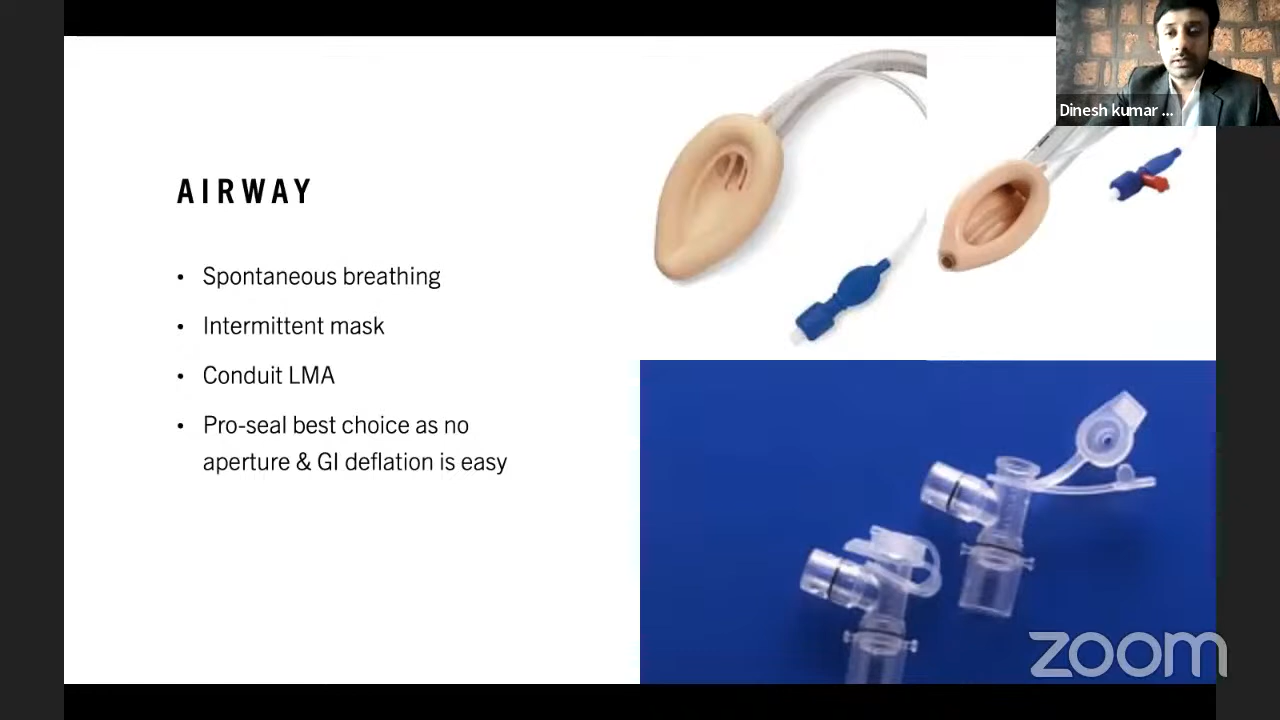 Dinesh kumar ...
AIRWAY
• Spontaneous breathing
• Intermittent mask
• Conduit LMA
• Pro-seal best choice as no
aperture & GI deflation is easy
zoom